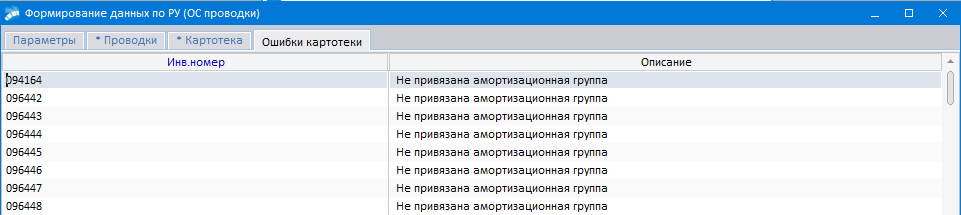 Формирование данных по РУ (ОС проводки)
Параметры * Проводки * Картотека Ошибки картотеки
Инв.номер Описание
094164 Не привязана амортизационная группа
096442 Не привязана амортизационная группа
096443 Не привязана амортизационная группа
096444 Не привязана амортизационная группа
096445 Не привязана амортизационная группа
096446 Не привязана амортизационная группа
096447 Не привязана амортизационная группа
096448 Не привязана амортизационная группа